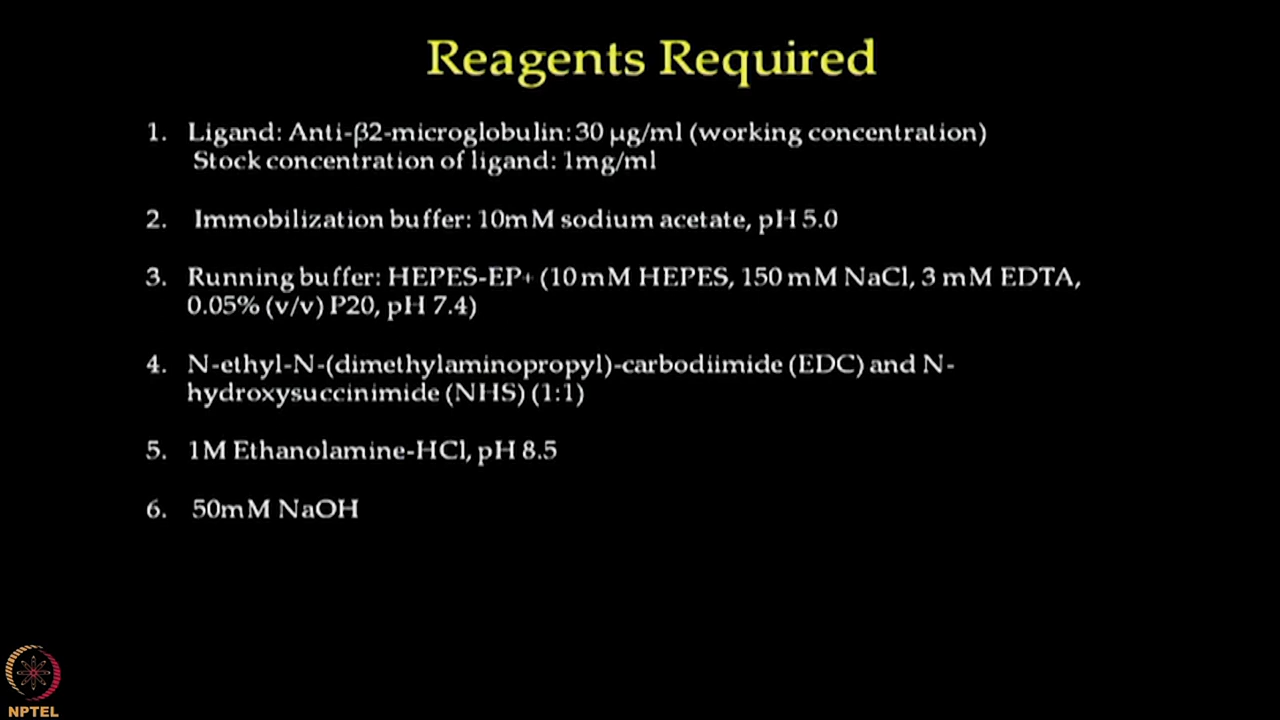 Reagents Required
1. Ligand: Anti-β2-microglobulin: 30 µg/ml (working concentration)
Stock concentration of ligand: 1mg/ml
2. Immobilization buffer: 10mM sodium acetate, pH 5.0
3. Running buffer: HEPES-EP+ (10 mM HEPES, 150 mM NaCl, 3 mM EDTA,
0.05% (v/v) P20, pH 7.4)
4. N-ethyl-N-(dimethylaminopropyl)-carbodiimide (EDC) and N-
hydroxysuccinimide (NHS) (1:1)
5. 1M Ethanolamine-HCl, pH 8.5
6. 50mM NaOH
NPTEL